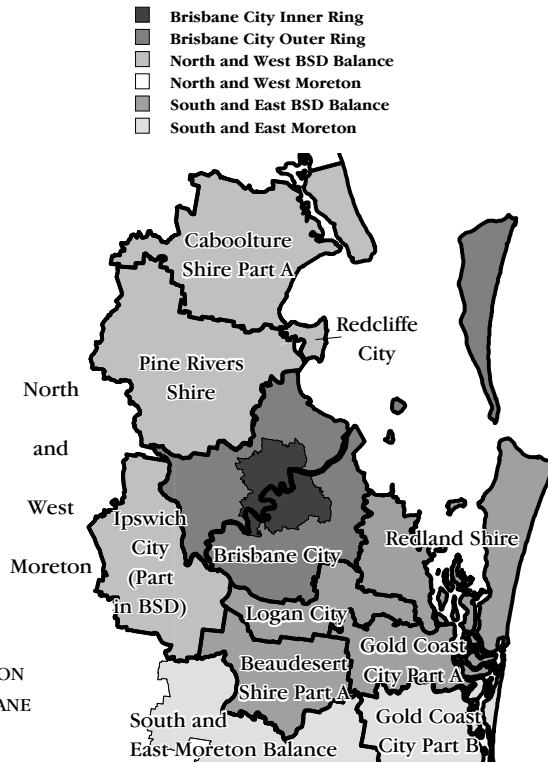 Brisbane City Inner Ring
Brisbane City Outer Ring
North and West BSD Balance
North and West Moreton
South and East BSD Balance
South and East Moreton
Caboolture
Shire Part A
Redcliffe
City
Pine Rivers
Shire
North
and
West
Moreton
Ipswich
City
(Part
in BSD)
Brisbane City
Redland Shire
Logan City
Gold Coast
City Part A
Beaudesert
Shire Part A
ON
ANE
South and
East Moreton Balance
Gold Coast
City Part B